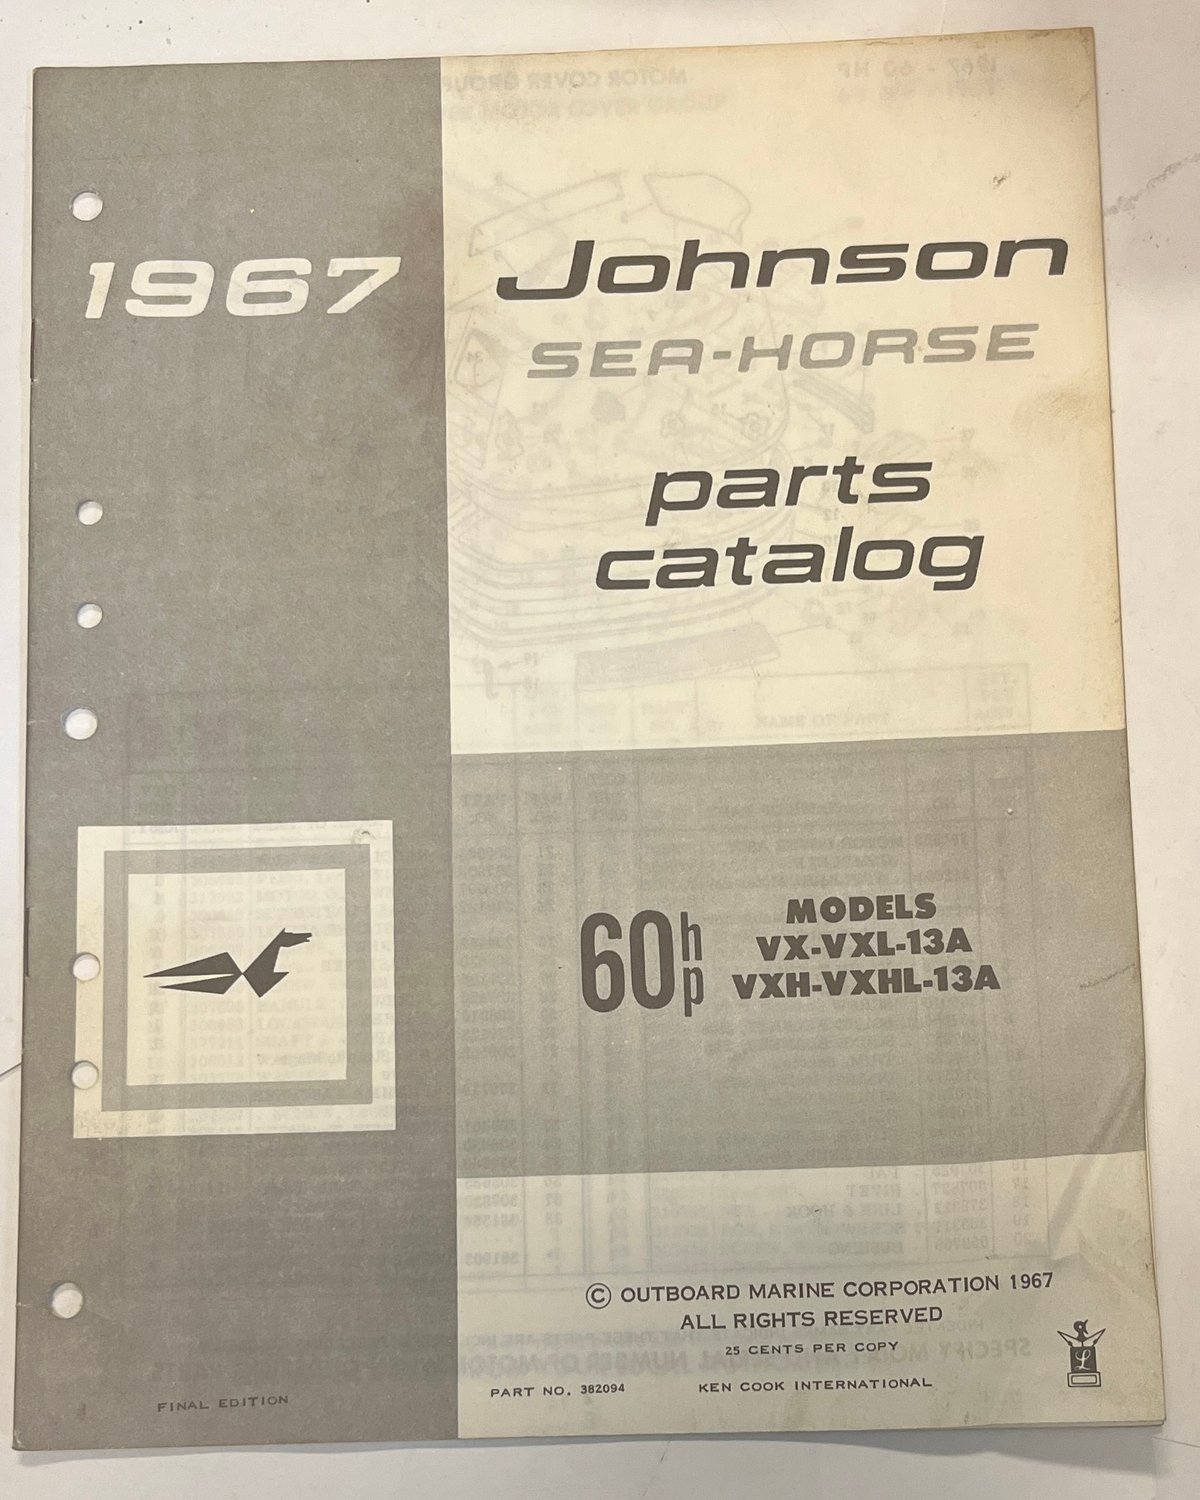 1967
Johnson
SEA-HORSE
parts
catalog
60hp
MODELS
VX-VXL-13A
VXH-VXHL-13A
© OUTBOARD MARINE CORPORATION 1967
ALL RIGHTS RESERVED
25 CENTS PER COPY
PART NO. 382094
KEN COOK INTERNATIONAL
L
FINAL EDITION